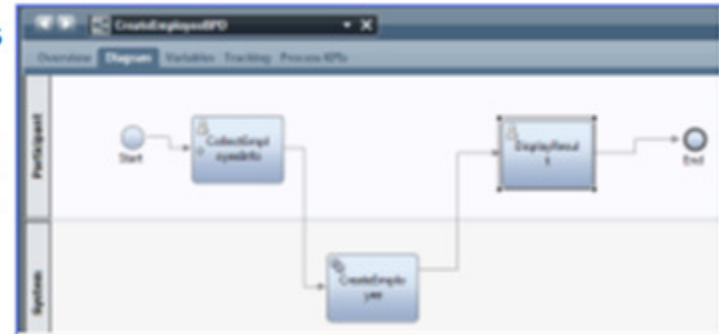 s
CreateEmployeeBPD
Overview Diagram Variables Tracking Process KPIs
Participant
Start
CollectEmpl
oyeeInfo
DisplayResul
t
End
System
CreateEmplo
yee